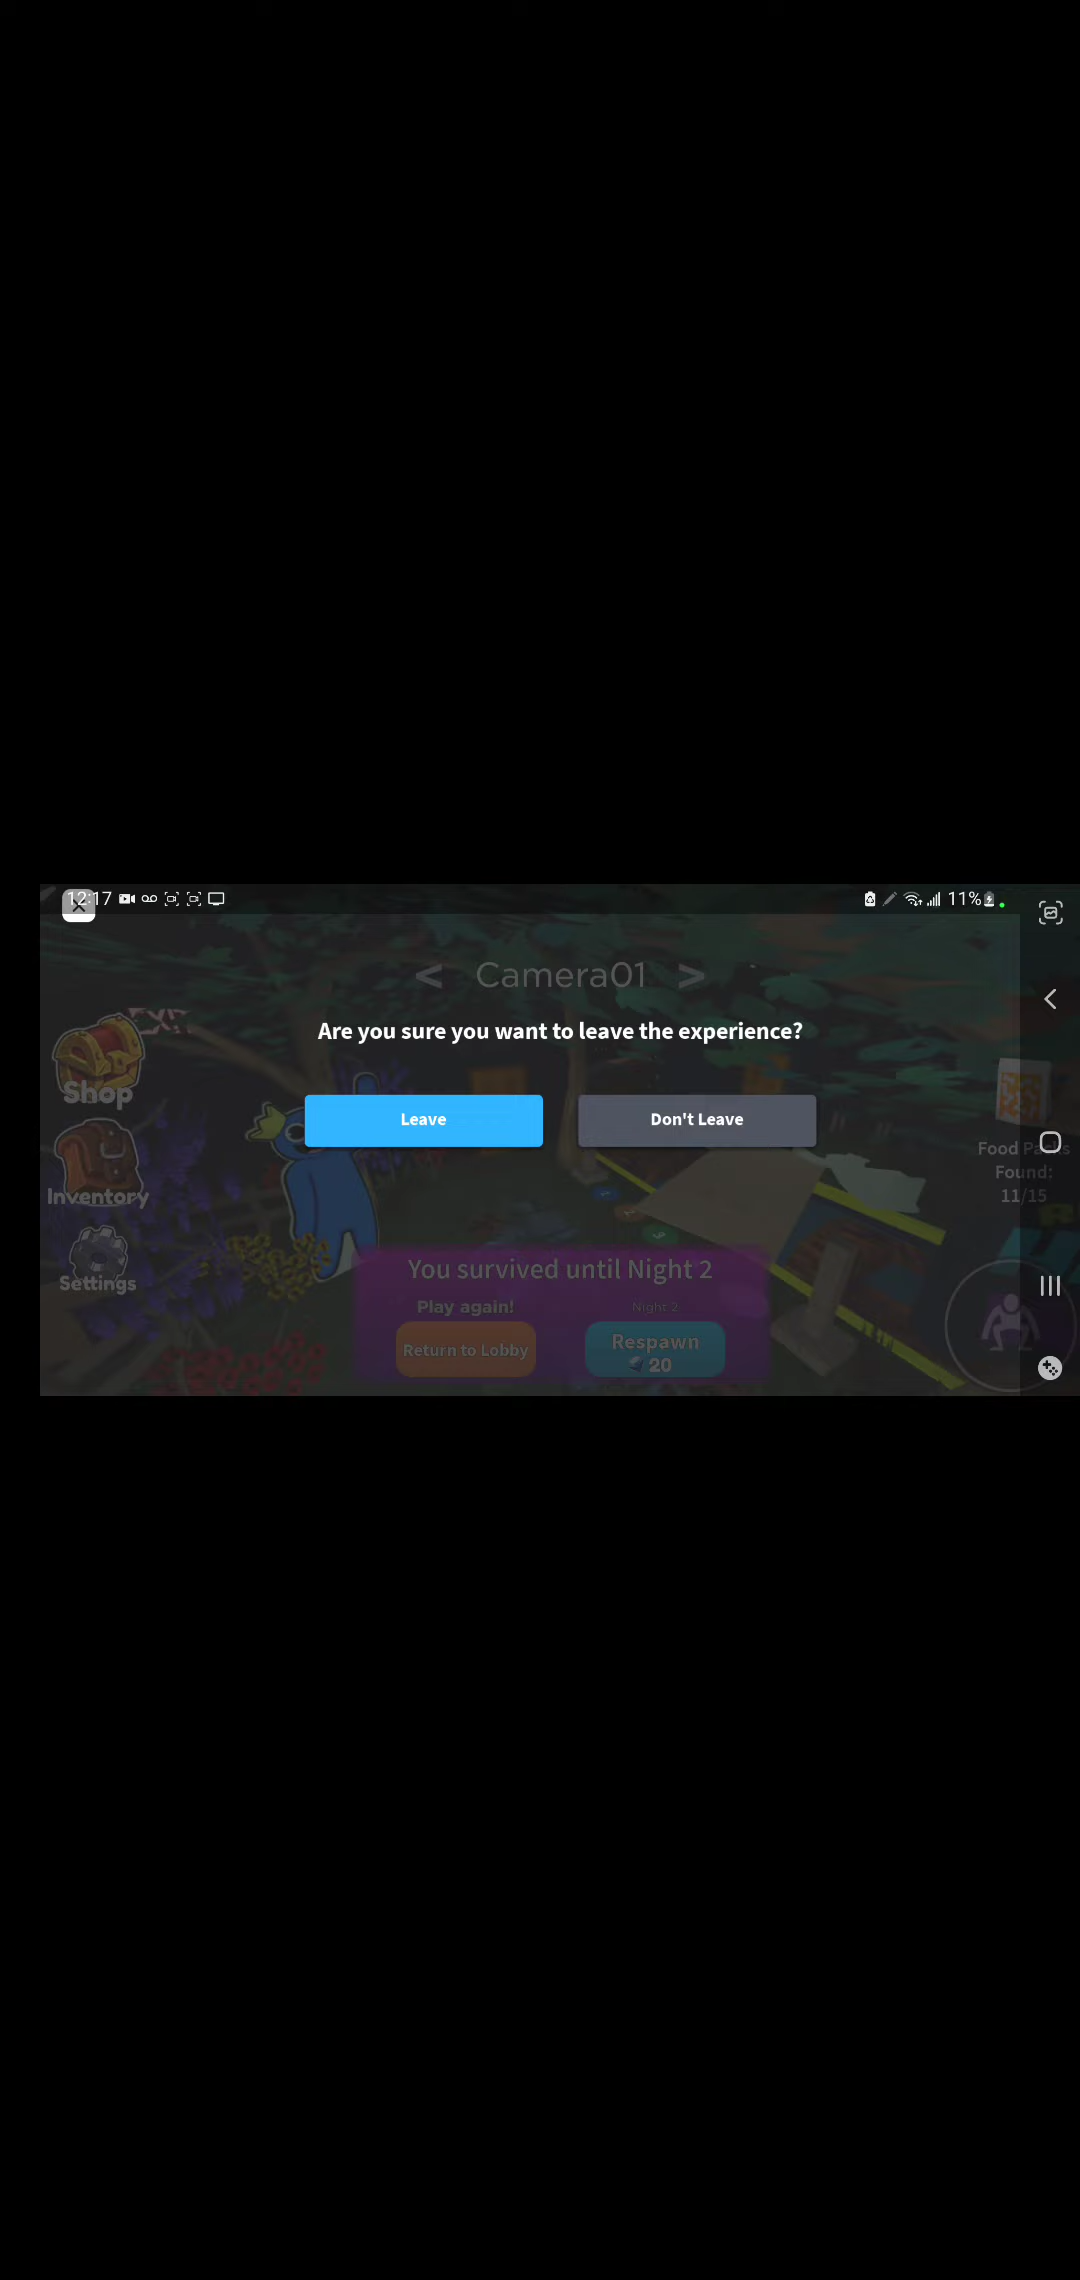 12:17
11%
< Camera01 >
Are you sure you want to leave the experience?
Shop
Leave
Don't Leave
Inventory
Food Packs
Found:
11/15
Settings
You survived until Night 2
Play again!
Night 2
Return to Lobby
Respawn
20